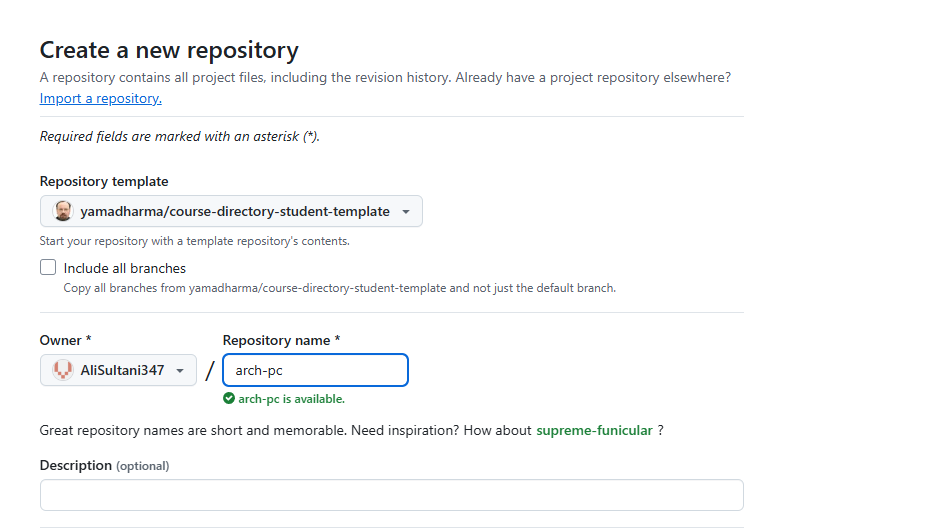 Create a new repository
A repository contains all project files, including the revision history. Already have a project repository elsewhere?
Import a repository.
Required fields are marked with an asterisk (*).
Repository template
yamadharma/course-directory-student-template
Start your repository with a template repository's contents.
Include all branches
Copy all branches from yamadharma/course-directory-student-template and not just the default branch.
Owner * Repository name *
AliSultani347 / arch-pc
arch-pc is available.
Great repository names are short and memorable. Need inspiration? How about supreme-funicular ?
Description (optional)